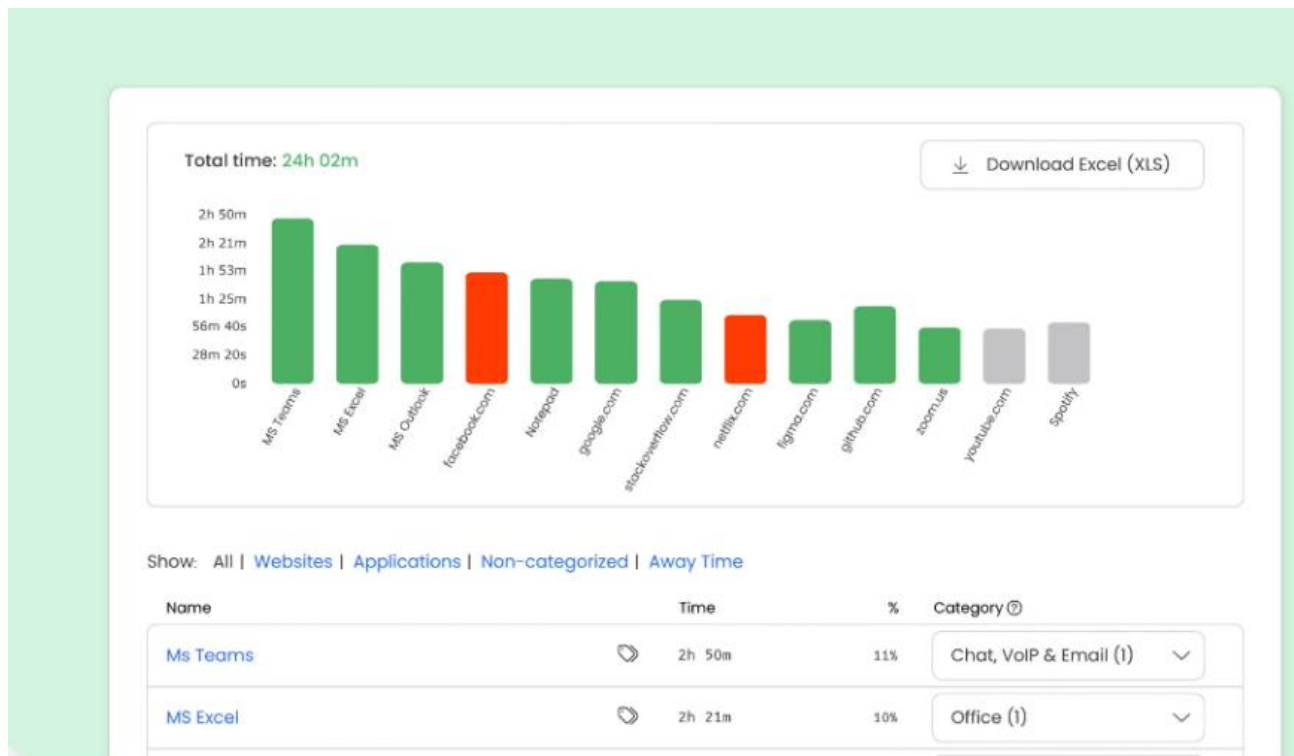 Total time: 24h 02m
Download Excel (XLS)
2h 50m
2h 21m
1h 53m
1h 25m
56m 40s
28m 20s
0s
MS Teams
MS Excel
MS Outlook
facebook.com
Notepad
google.com
stackoverflow.com
netflix.com
figma.com
github.com
zoom.us
youtube.com
Spotify
Show: All | Websites | Applications | Non-categorized | Away Time
Name Time % Category ?
Ms Teams 2h 50m 11% Chat, VoIP & Email (1)
MS Excel 2h 21m 10% Office (1)